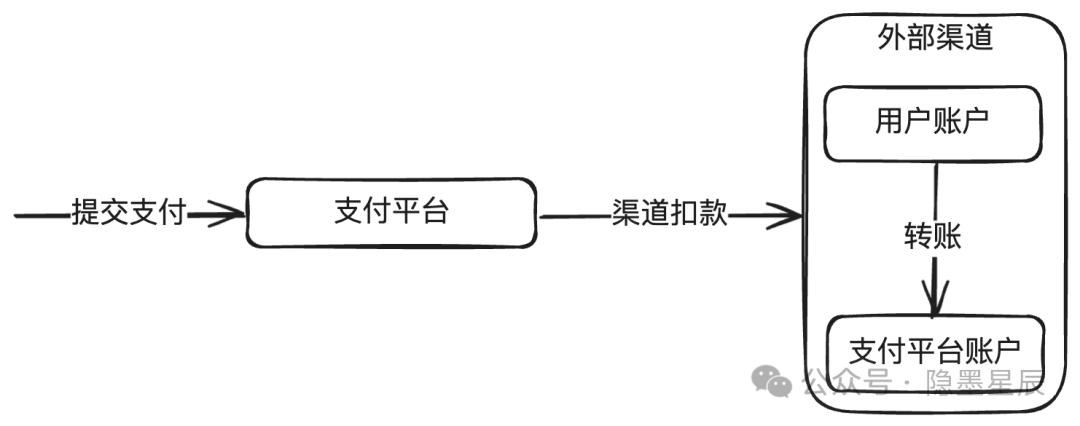 外部渠道
用户账户
提交支付
支付平台
渠道扣款
转账
支付平台账户
公众号 · 隐墨星辰